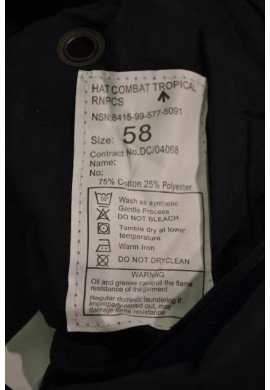 HAT COMBAT TROPICAL
RNPCS
NSN:8415-99-577-5091
Size: 58
Contract No.DC/04068
Name:
No:
75% Cotton 25% Polyester
Wash as synthetic
Gentle Process
DO NOT BLEACH
Tumble dry at lower
temperature
Warm Iron
DO NOT DRYCLEAN
WARNING
Oil and grease can spoil the flame
resistance of the garment
Regular domestic laundering if
improperly carried out, may
damage flame resistance